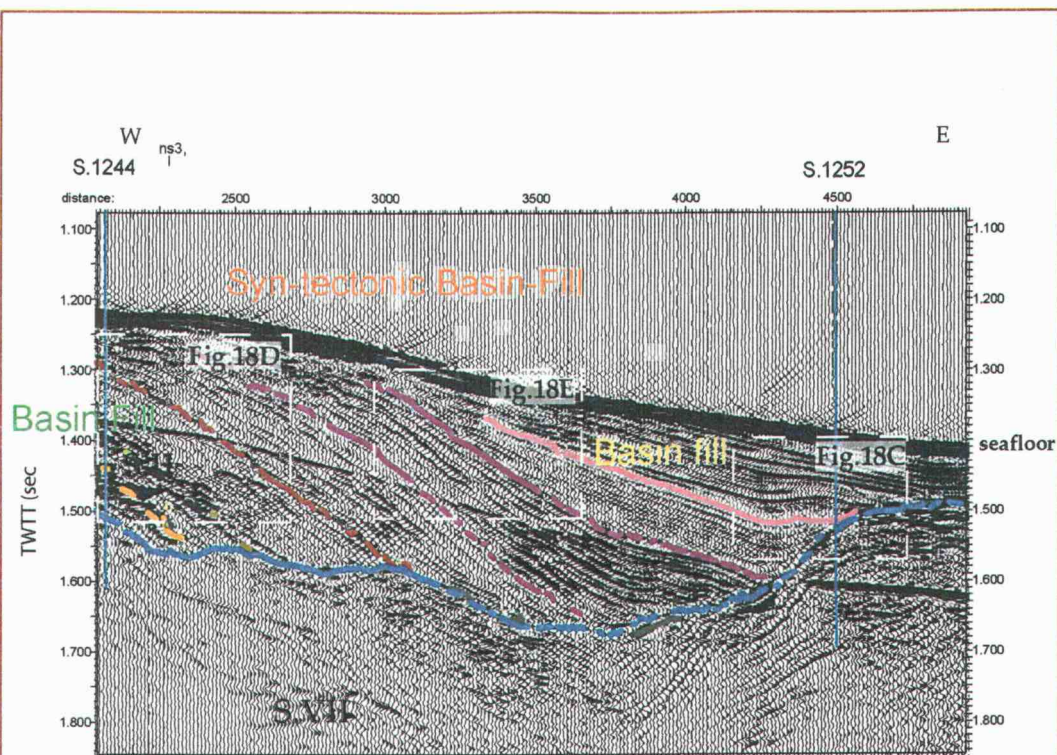 W
E
ns3,
S.1244
S.1252
distance:
2500
3000
3500
4000
4500
1.100
1.100
Syn-tectonic Basin-Fill
1.200
1.200
1.300
1.300
Fig.18D
Fig.18E
Basin Fill
1.400
Basin fill
Fig.18C
seafloor
TWTT (sec
1.500
1.500
1.600
1.600
1.700
1.700
S.VII
1.800
1.800